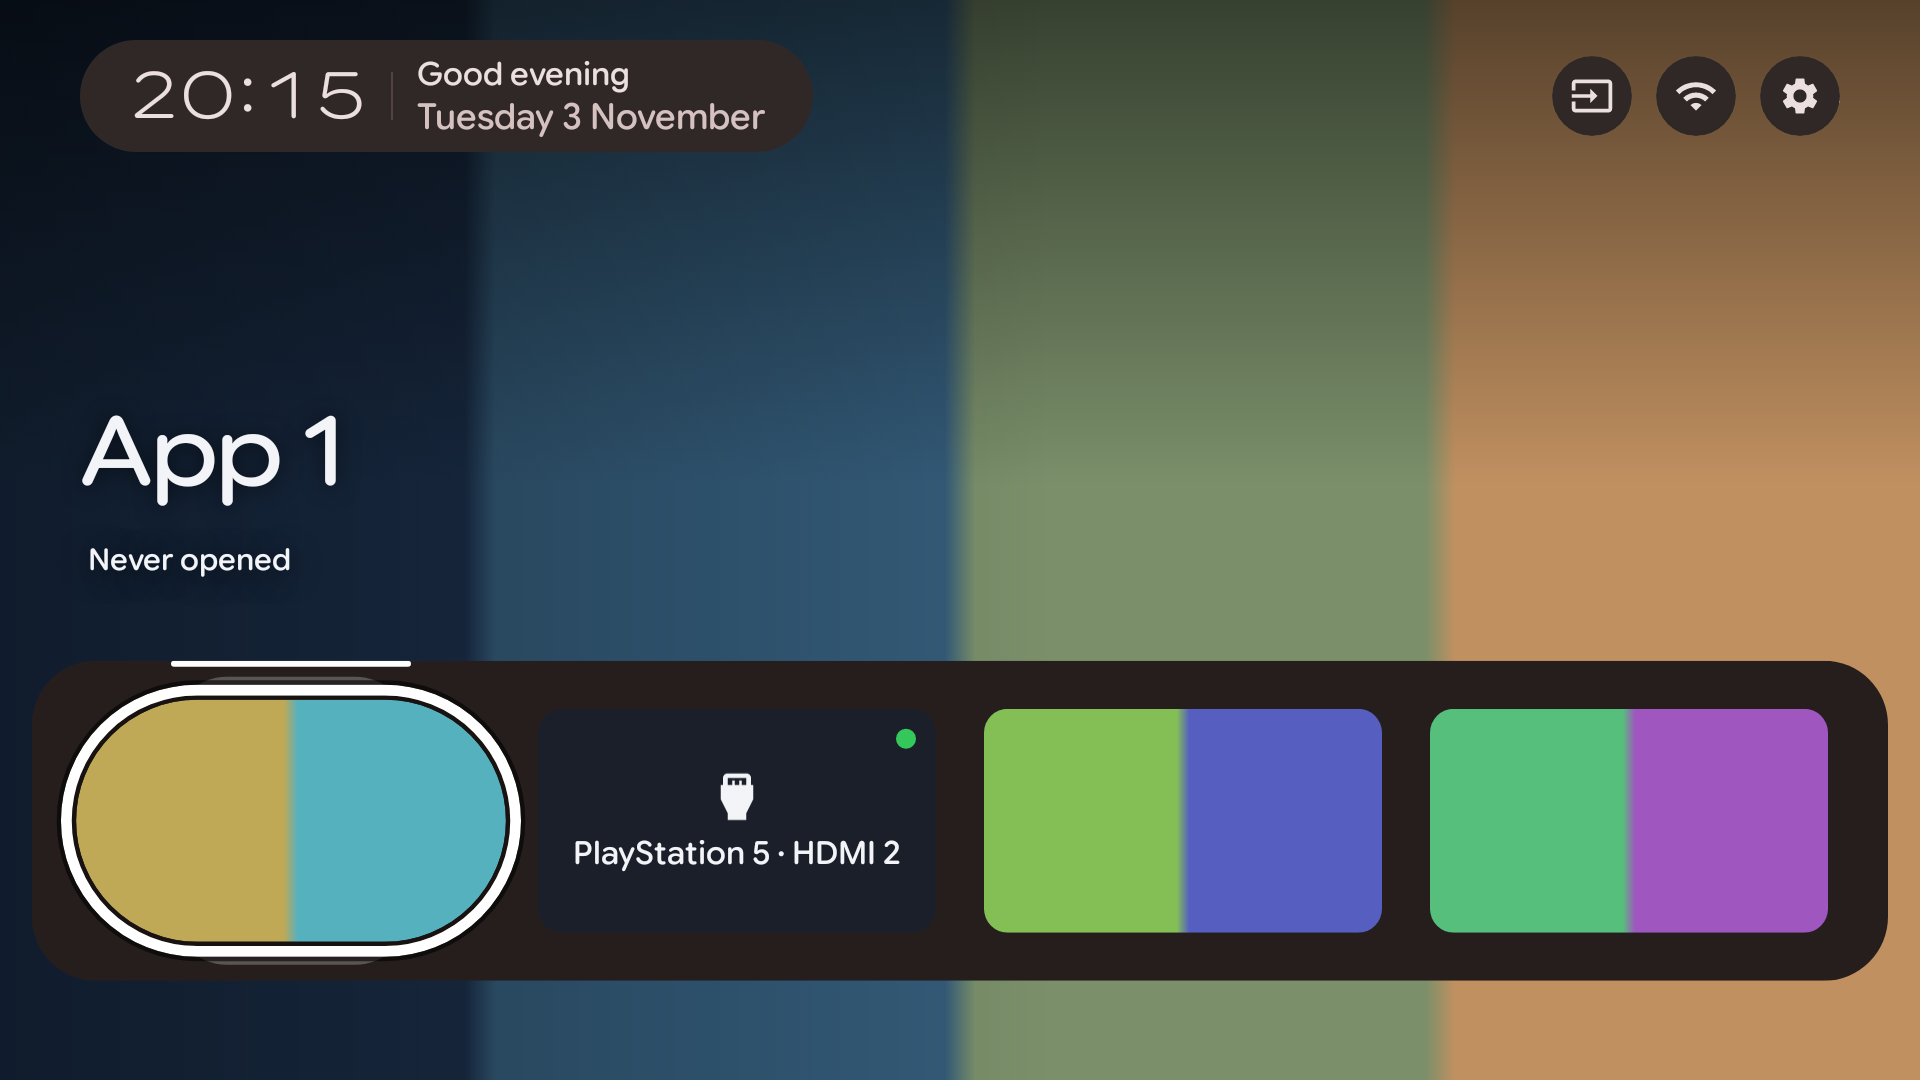 20:15
Good evening
Tuesday 3 November
App 1
Never opened
PlayStation 5 · HDMI 2